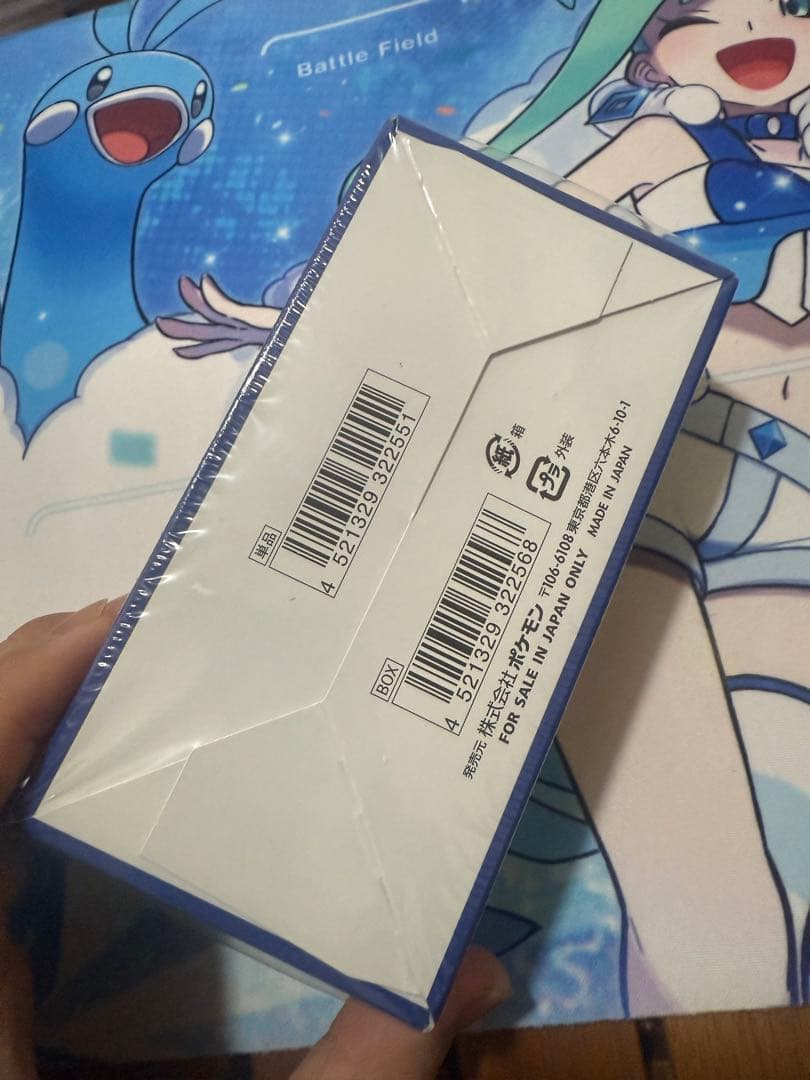 Battle Field
単品
4 521329 322551
紙 箱
プラ 外装
BOX
4 521329 322568
発売元 株式会社ポケモン 〒106-6108 東京都港区六本木6-10-1
FOR SALE IN JAPAN ONLY MADE IN JAPAN